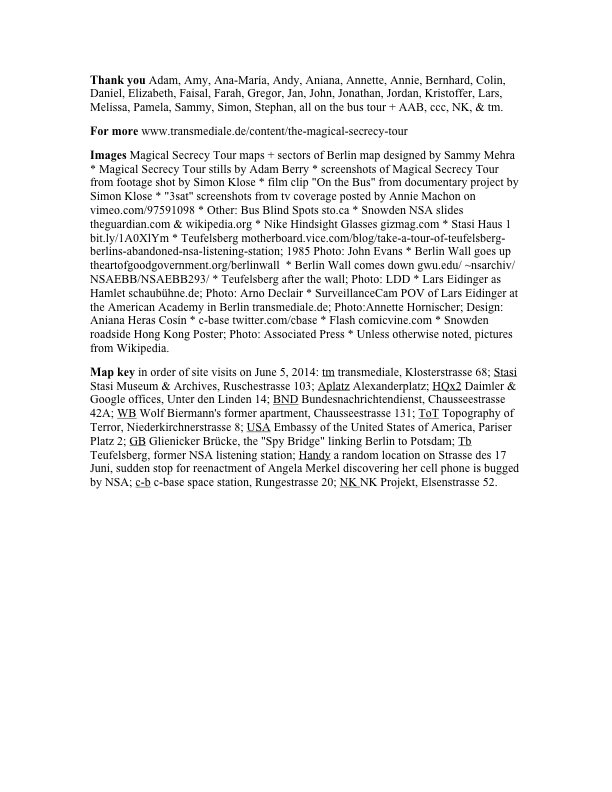 Thank you Adam, Amy, Ana-María, Andy, Aniana, Annette, Annie, Bernhard, Colin,
Daniel, Elizabeth, Faisal, Farah, Gregor, Jan, John, Jonathan, Jordan, Kristoffer, Lars,
Melissa, Pamela, Sammy, Simon, Stephan, all on the bus tour + AAB, ccc, NK, & tm.
For more www.transmediale.de/content/the-magical-secrecy-tour
Images Magical Secrecy Tour maps + sectors of Berlin map designed by Sammy Mehra
* Magical Secrecy Tour stills by Adam Berry * screenshots of Magical Secrecy Tour
from footage shot by Simon Klose * film clip "On the Bus" from documentary project by
Simon Klose * "3sat" screenshots from tv coverage posted by Annie Machon on
vimeo.com/97591098 * Other: Bus Blind Spots sto.ca * Snowden NSA slides
theguardian.com & wikipedia.org * Nike Hindsight Glasses gizmag.com * Stasi Haus 1
bit.ly/1A0XlYm * Teufelsberg motherboard.vice.com/blog/take-a-tour-of-teufelsberg-
berlins-abandoned-nsa-listening-station; 1985 Photo: John Evans * Berlin Wall goes up
theartofgoodgovernment.org/berlinwall * Berlin Wall comes down gwu.edu/ ~nsarchiv/
NSAEBB/NSAEBB293/ * Teufelsberg after the wall; Photo: LDD * Lars Eidinger as
Hamlet schaubühne.de; Photo: Arno Declair * SurveillanceCam POV of Lars Eidinger at
the American Academy in Berlin transmediale.de; Photo:Annette Hornischer; Design:
Aniana Heras Cosín * c-base twitter.com/cbase * Flash comicvine.com * Snowden
roadside Hong Kong Poster; Photo: Associated Press * Unless otherwise noted, pictures
from Wikipedia.
Map key in order of site visits on June 5, 2014: tm transmediale, Klosterstrasse 68; Stasi
Stasi Museum & Archives, Ruschestrasse 103; Aplatz Alexanderplatz; HQx2 Daimler &
Google offices, Unter den Linden 14; BND Bundesnachrichtendienst, Chausseestrasse
42A; WB Wolf Biermann's former apartment, Chausseestrasse 131; ToT Topography of
Terror, Niederkirchnerstrasse 8; USA Embassy of the United States of America, Pariser
Platz 2; GB Glienicker Brücke, the "Spy Bridge" linking Berlin to Potsdam; Tb
Teufelsberg, former NSA listening station; Handy a random location on Strasse des 17
Juni, sudden stop for reenactment of Angela Merkel discovering her cell phone is bugged
by NSA; c-b c-base space station, Rungestrasse 20; NK NK Projekt, Elsenstrasse 52.